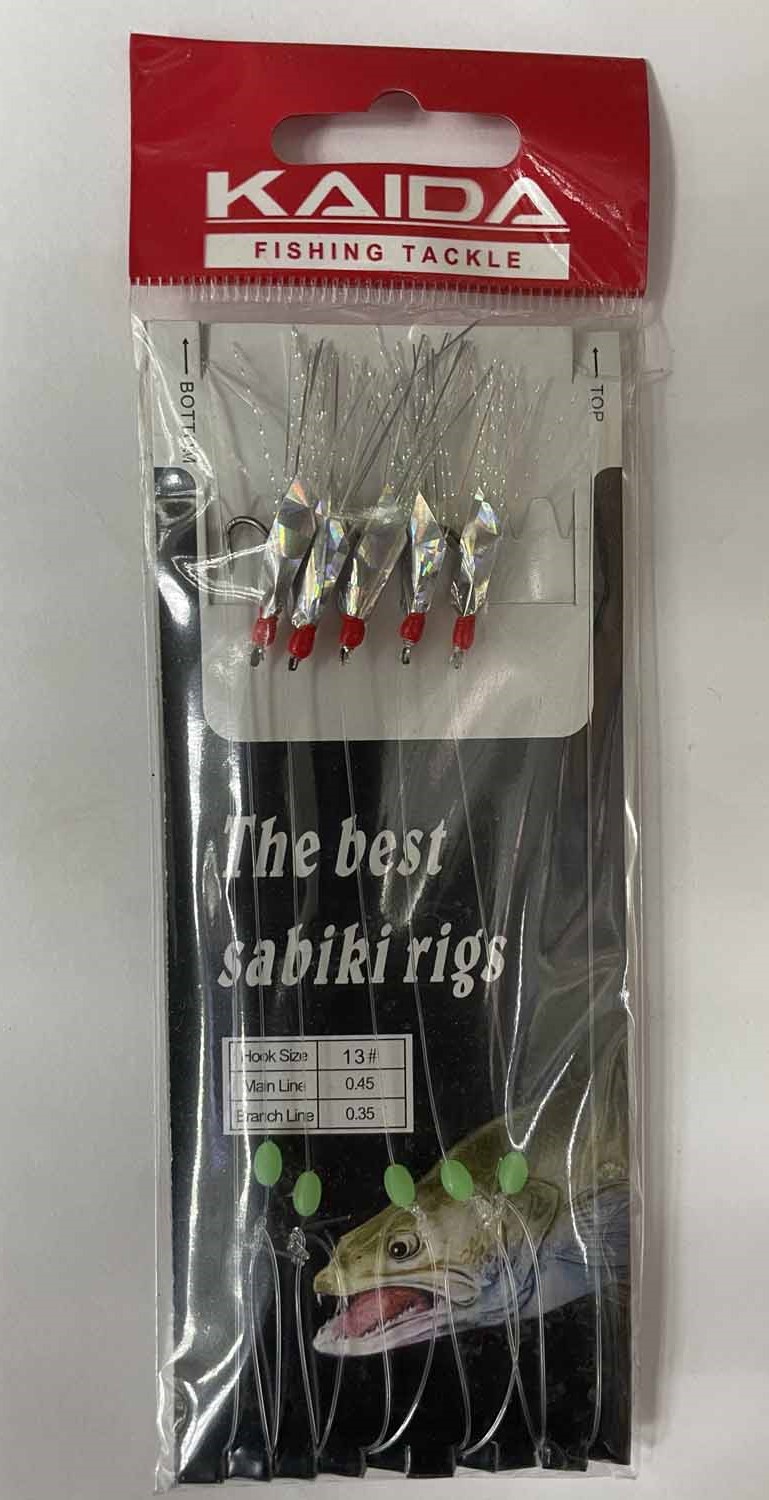 KAIDA
FISHING TACKLE
← BOTTOM
← TOP
The best
sabiki rigs
Hook Size 13#
Main Line 0.45
Branch Line 0.35